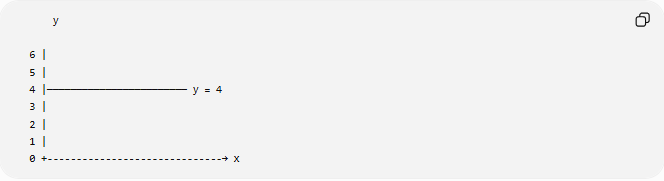 y
6 |
5 |
4 |────────────────────── y = 4
3 |
2 |
1 |
0 +------------------------------→ x